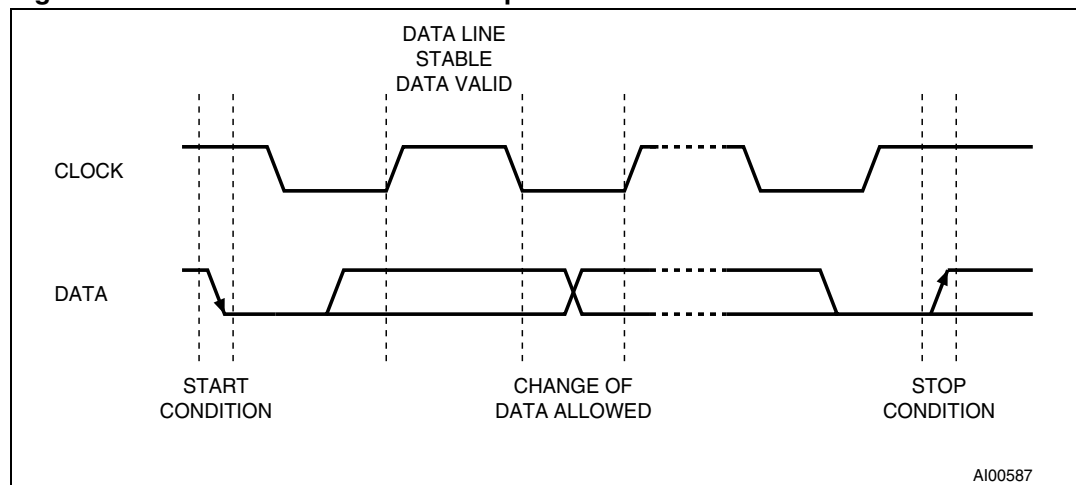 DATA LINE
STABLE
DATA VALID
CLOCK
DATA
START
CONDITION
CHANGE OF
DATA ALLOWED
STOP
CONDITION
AI00587